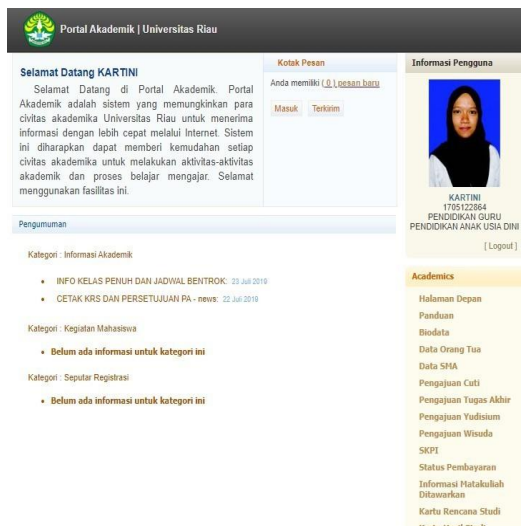 Portal Akademik | Universitas Riau
Selamat Datang KARTINI
Selamat Datang di Portal Akademik. Portal
Akademik adalah sistem yang memungkinkan para
civitas akademika Universitas Riau untuk menerima
informasi dengan lebih cepat melalui Internet. Sistem
ini diharapkan dapat memberi kemudahan setiap
civitas akademika untuk melakukan aktivitas-aktivitas
akademik dan proses belajar mengajar. Selamat
menggunakan fasilitas ini.
Kotak Pesan
Anda memiliki ( 0 ) pesan baru
Masuk Terkirim
Pengumuman
Kategori : Informasi Akademik
INFO KELAS PENUH DAN JADWAL BENTROK: 23 Juli 2019
CETAK KRS DAN PERSETUJUAN PA - news: 22 Juli 2019
Kategori : Kegiatan Mahasiswa
Belum ada informasi untuk kategori ini
Kategori : Seputar Registrasi
Belum ada informasi untuk kategori ini
Informasi Pengguna
KARTINI
1705122864
PENDIDIKAN GURU
PENDIDIKAN ANAK USIA DINI
[ Logout ]
Academics
Halaman Depan
Panduan
Biodata
Data Orang Tua
Data SMA
Pengajuan Cuti
Pengajuan Tugas Akhir
Pengajuan Yudisium
Pengajuan Wisuda
SKPI
Status Pembayaran
Informasi Matakuliah
Ditawarkan
Kartu Rencana Studi